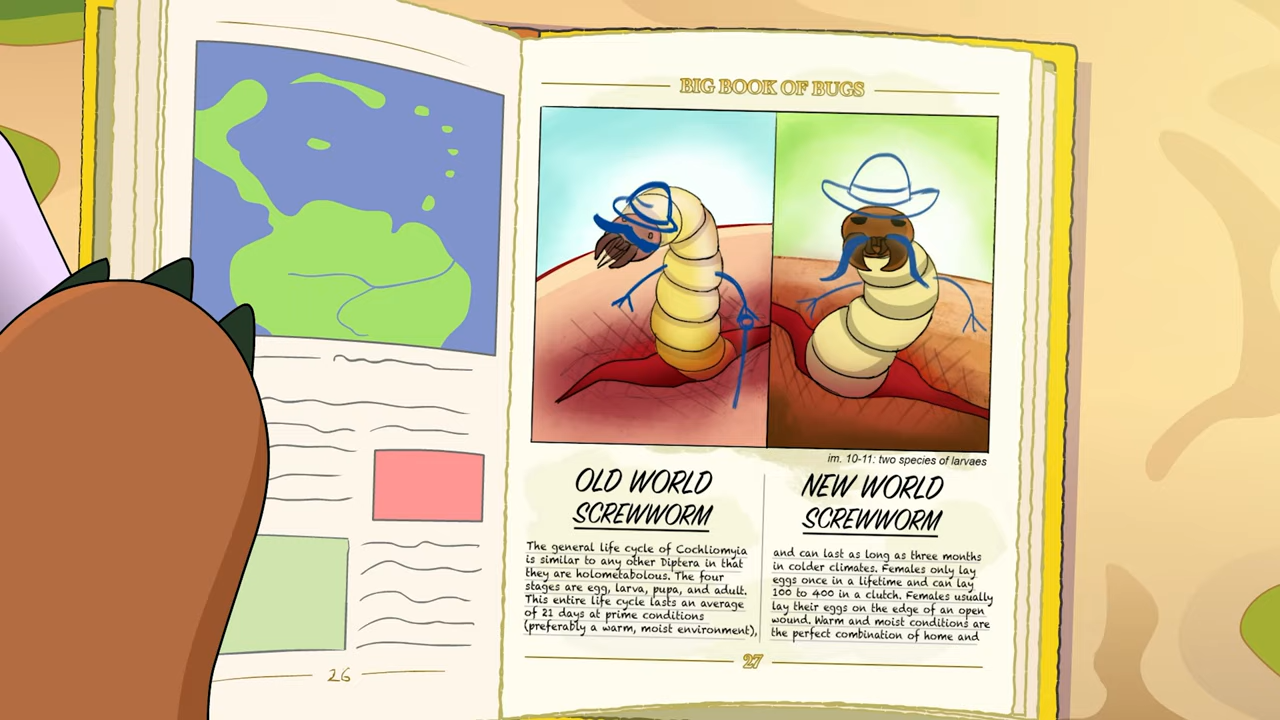 26
BIG BOOK OF BUGS
im. 10-11: two species of larvaes
OLD WORLD
SCREWWORM
The general life cycle of Cochliomyia
is similar to any other Diptera in that
they are holometabolous. The four
stages are egg, larva, pupa, and adult.
This entire life cycle lasts an average
of 21 days at prime conditions
(preferably a warm, moist environment),
NEW WORLD
SCREWWORM
and can last as long as three months
in colder climates. Females only lay
eggs once in a lifetime and can lay
100 to 400 in a clutch. Females usually
lay their eggs on the edge of an open
wound. Warm and moist conditions are
the perfect combination of home and
27